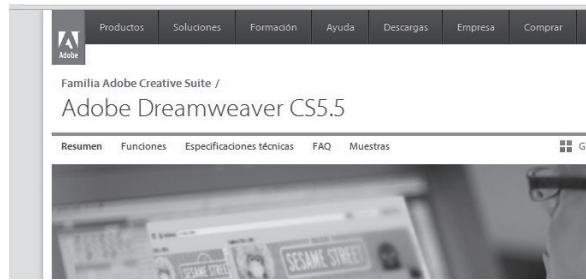 Productos Soluciones Formación Ayuda Descargas Empresa Comprar
Adobe
Familia Adobe Creative Suite /
Adobe Dreamweaver CS5.5
Resumen Funciones Especificaciones técnicas FAQ Muestras G
SESAME STREET
SESAME STREET